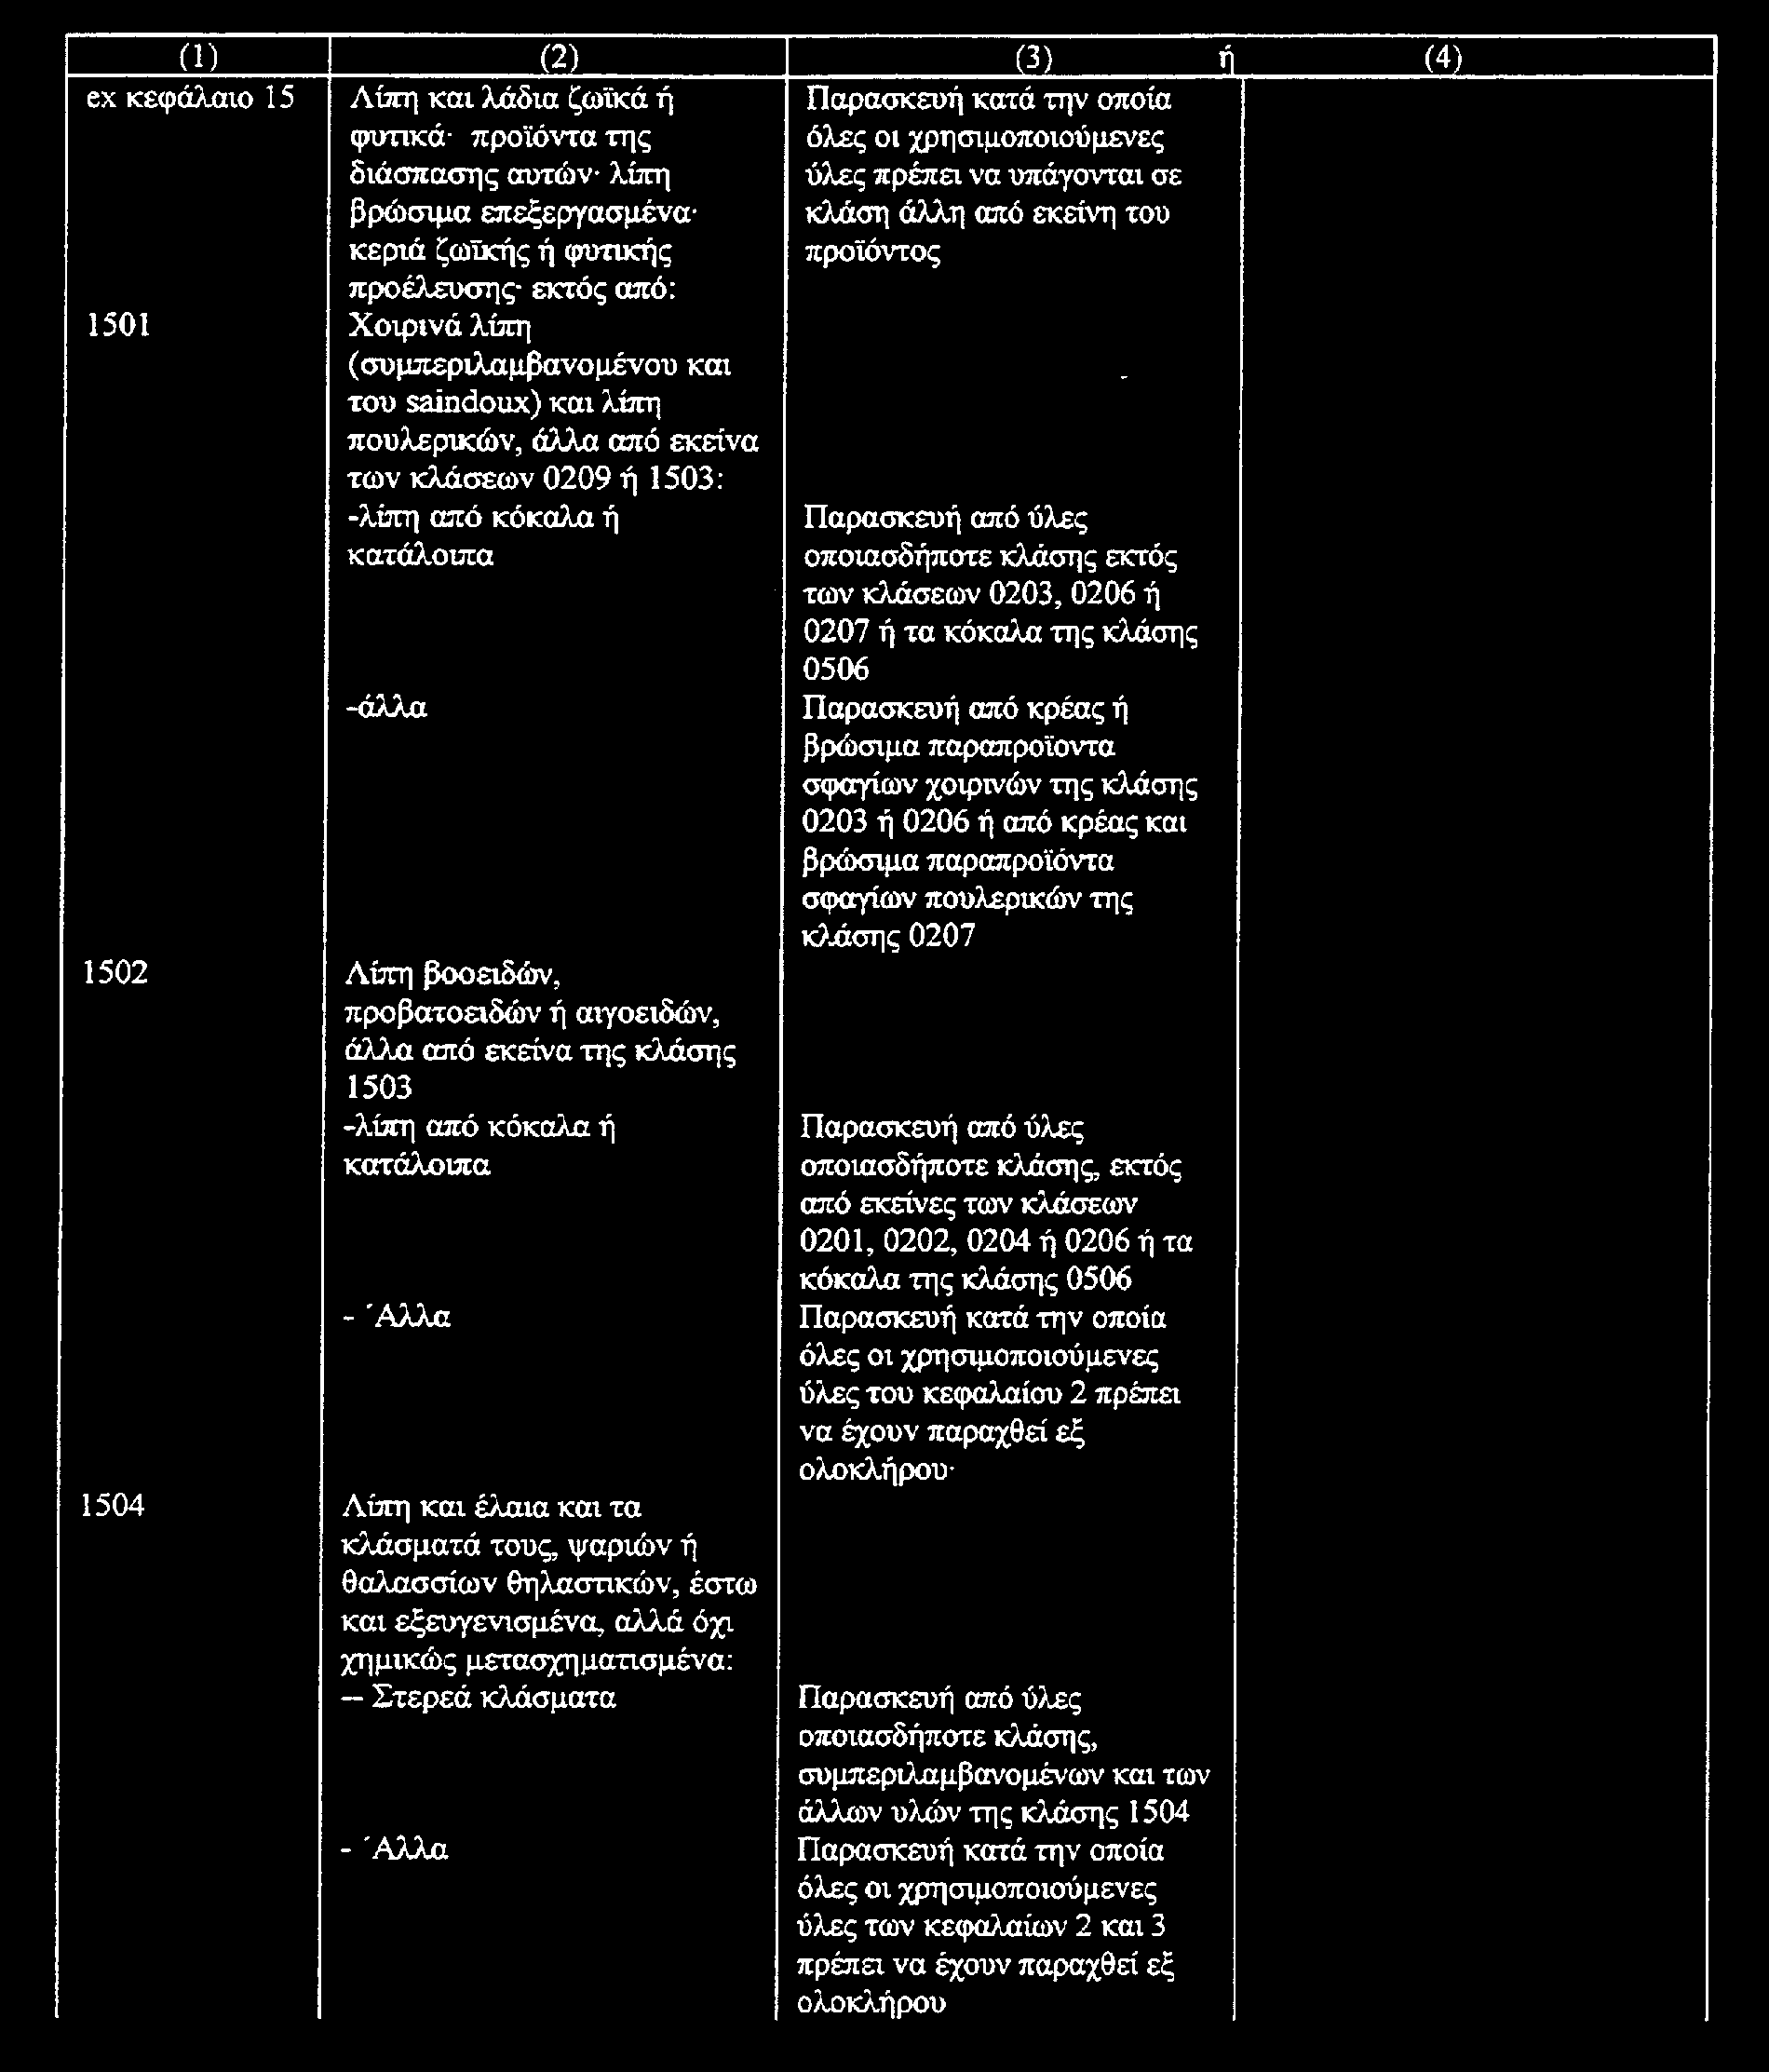 (1) (2) (3) ή (4)
ex κεφάλαιο 15 Λίπη και λάδια ζωϊκά ή Παρασκευή κατά την οποία
φυτικά· προϊόντα της όλες οι χρησιμοποιούμενες
διάσπασης αυτών· λίπη ύλες πρέπει να υπάγονται σε
βρώσιμα επεξεργασμένα· κλάση άλλη από εκείνη του
κεριά ζωϊκής ή φυτικής προϊόντος
προέλευσης· εκτός από:
1501 Χοιρινά λίπη
(συμπεριλαμβανομένου και
του saindoux) και λίπη
πουλερικών, άλλα από εκείνα
των κλάσεων 0209 ή 1503:
-λίπη από κόκαλα ή Παρασκευή από ύλες
κατάλοιπα οποιασδήποτε κλάσης εκτός
των κλάσεων 0203, 0206 ή
0207 ή τα κόκαλα της κλάσης
0506
-άλλα Παρασκευή από κρέας ή
βρώσιμα παραπροϊοντα
σφαγίων χοιρινών της κλάσης
0203 ή 0206 ή από κρέας και
βρώσιμα παραπροϊόντα
σφαγίων πουλερικών της
κλάσης 0207
1502 Λίπη βοοειδών,
προβατοειδών ή αιγοειδών,
άλλα από εκείνα της κλάσης
1503
-λίπη από κόκαλα ή Παρασκευή από ύλες
κατάλοιπα οποιασδήποτε κλάσης, εκτός
από εκείνες των κλάσεων
0201, 0202, 0204 ή 0206 ή τα
κόκαλα της κλάσης 0506
- Άλλα Παρασκευή κατά την οποία
όλες οι χρησιμοποιούμενες
ύλες του κεφαλαίου 2 πρέπει
να έχουν παραχθεί εξ
ολοκλήρου·
1504 Λίπη και έλαια και τα
κλάσματά τους, ψαριών ή
θαλασσίων θηλαστικών, έστω
και εξευγενισμένα, αλλά όχι
χημικώς μετασχηματισμένα:
– Στερεά κλάσματα Παρασκευή από ύλες
οποιασδήποτε κλάσης,
συμπεριλαμβανομένων και των
άλλων υλών της κλάσης 1504
- Άλλα Παρασκευή κατά την οποία
όλες οι χρησιμοποιούμενες
ύλες των κεφαλαίων 2 και 3
πρέπει να έχουν παραχθεί εξ
ολοκλήρου